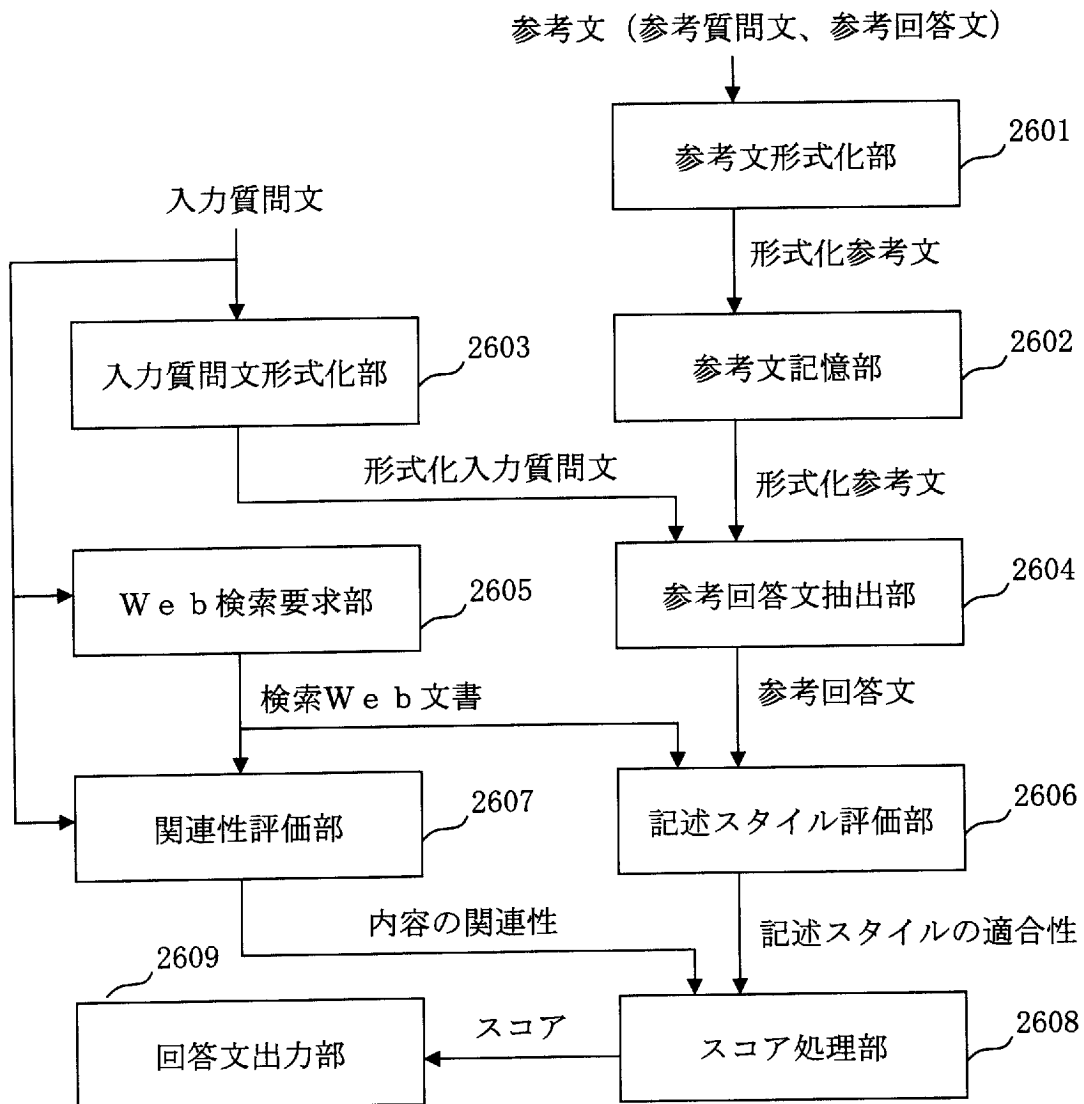 参考文（参考質問文、参考回答文）
参考文形式化部
2601
入力質問文
形式化参考文
入力質問文形式化部
2603
参考文記憶部
2602
形式化入力質問文
形式化参考文
Ｗｅｂ検索要求部
2605
参考回答文抽出部
2604
検索Ｗｅｂ文書
参考回答文
関連性評価部
2607
記述スタイル評価部
2606
内容の関連性
記述スタイルの適合性
2609
回答文出力部
スコア
スコア処理部
2608